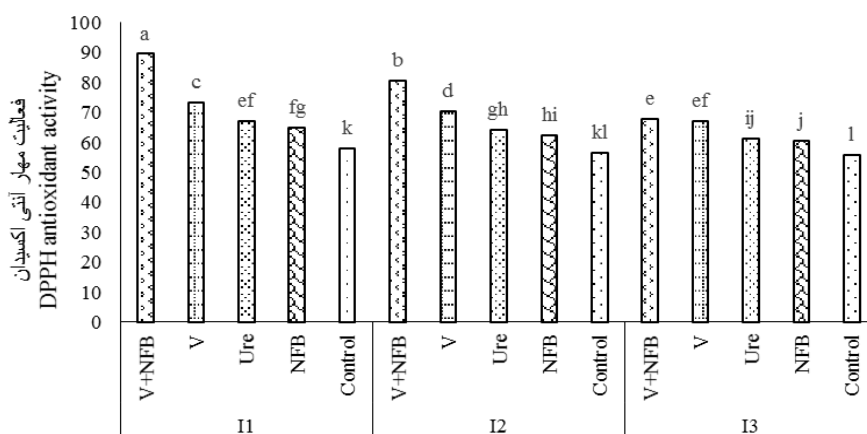 فعالیت مهار آنتی اکسیدان
DPPH antioxidant activity
100
90
80
70
60
50
40
30
20
10
0
a
c
ef
fg
k
b
d
gh
hi
kl
e
ef
ij
j
l
V+NFB
V
Ure
NFB
Control
V+NFB
V
Ure
NFB
Control
V+NFB
V
Ure
NFB
Control
I1
I2
I3